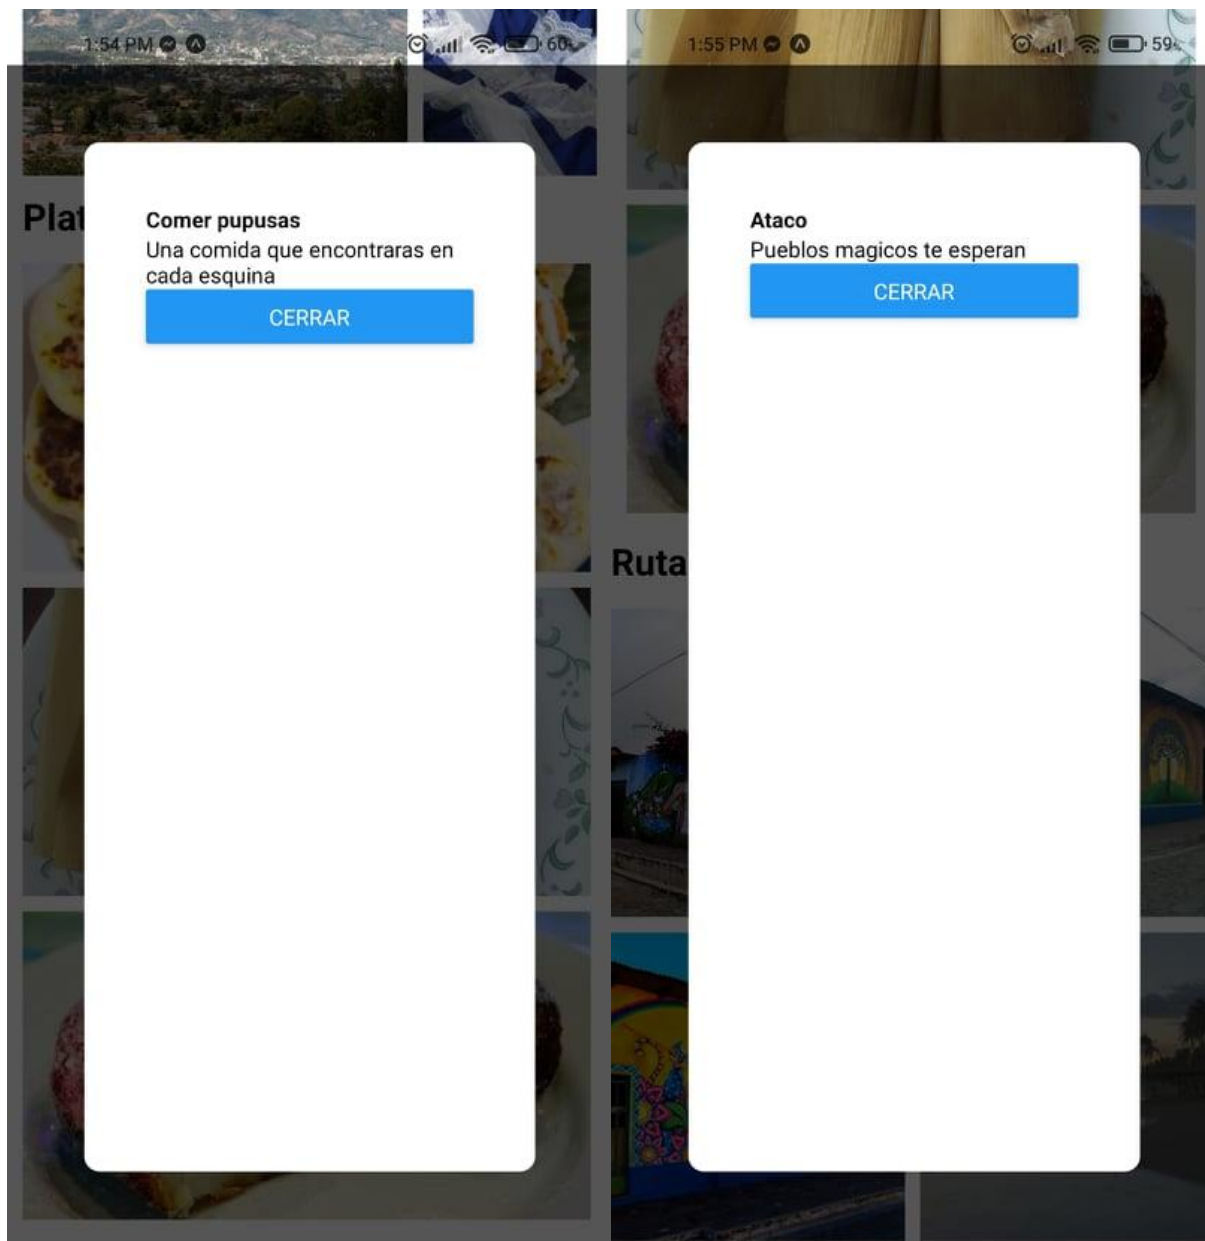 1:54 PM
60
Plat
Comer pupusas
Una comida que encontraras en
cada esquina
CERRAR
1:55 PM
59
Ataco
Pueblos magicos te esperan
CERRAR
Ruta